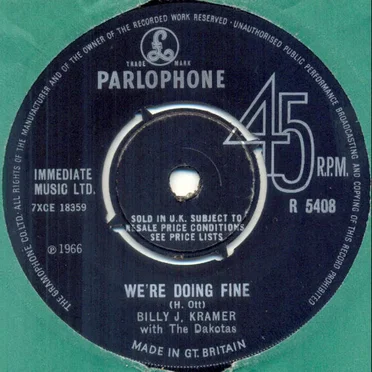 ALL RIGHTS OF THE MANUFACTURER AND OF THE OWNER OF THE RECORDED WORK RESERVED UNAUTHORISED PUBLIC PERFORMANCE BROADCASTING AND COPYING OF THIS RECORD PROHIBITED
THE GRAMOPHONE CO. LTD.
TRADE MARK
PARLOPHONE
45
R.P.M.
IMMEDIATE
MUSIC LTD.
7XCE 18359
R 5408
SOLD IN U.K. SUBJECT TO
RESALE PRICE CONDITIONS
SEE PRICE LISTS
℗ 1966
WE'RE DOING FINE
(H. Ott)
BILLY J. KRAMER
with The Dakotas
MADE IN GT. BRITAIN